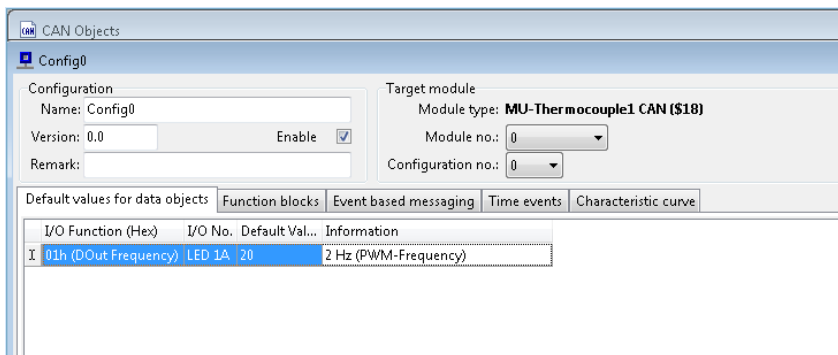 CAN CAN Objects
Config0
Configuration
Name: Config0
Version: 0.0 Enable
Remark:
Target module
Module type: MU-Thermocouple1 CAN ($18)
Module no.: 0
Configuration no.: 0
Default values for data objects Function blocks Event based messaging Time events Characteristic curve
I/O Function (Hex) I/O No. Default Val... Information
01h (DOut Frequency) LED 1A 20 2 Hz (PWM-Frequency)